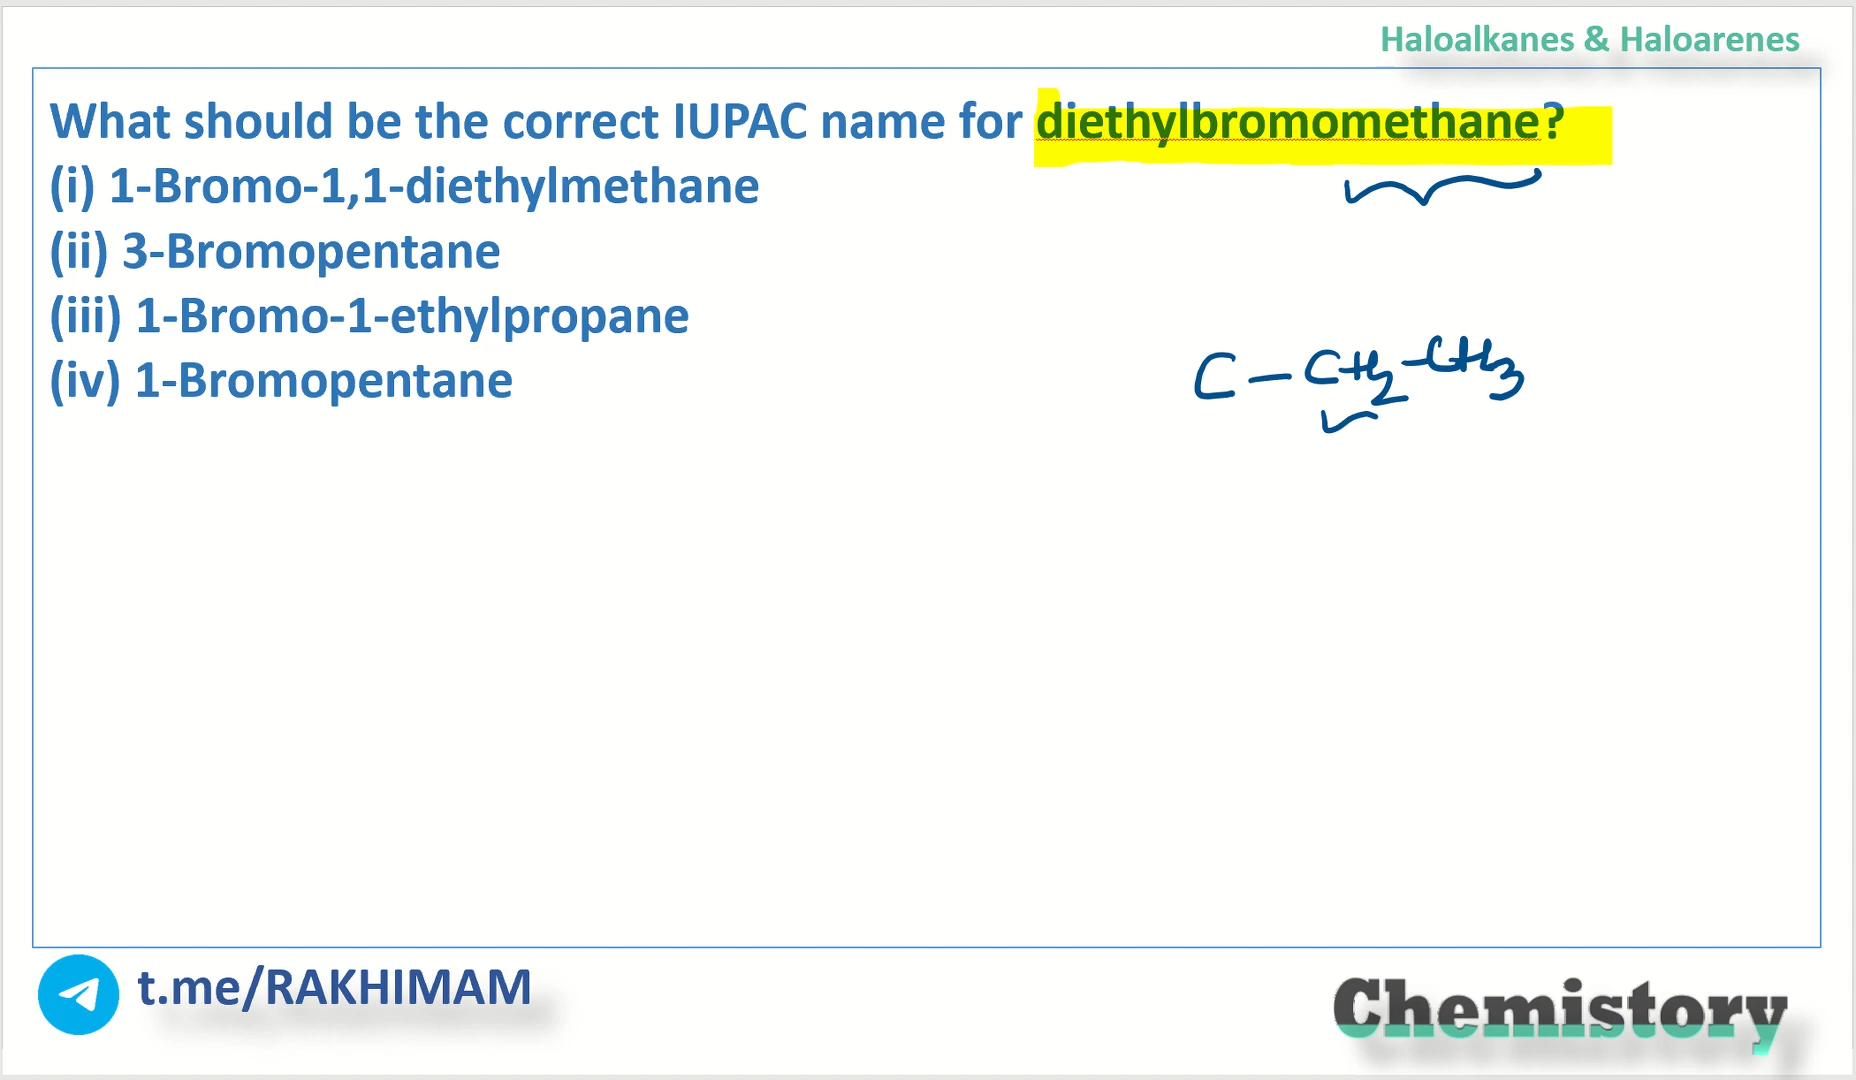 Haloalkanes & Haloarenes
What should be the correct IUPAC name for diethylbromomethane?
(i) 1-Bromo-1,1-diethylmethane
(ii) 3-Bromopentane
(iii) 1-Bromo-1-ethylpropane
(iv) 1-Bromopentane
C-CH2-CH3
t.me/RAKHIMAM
Chemistory